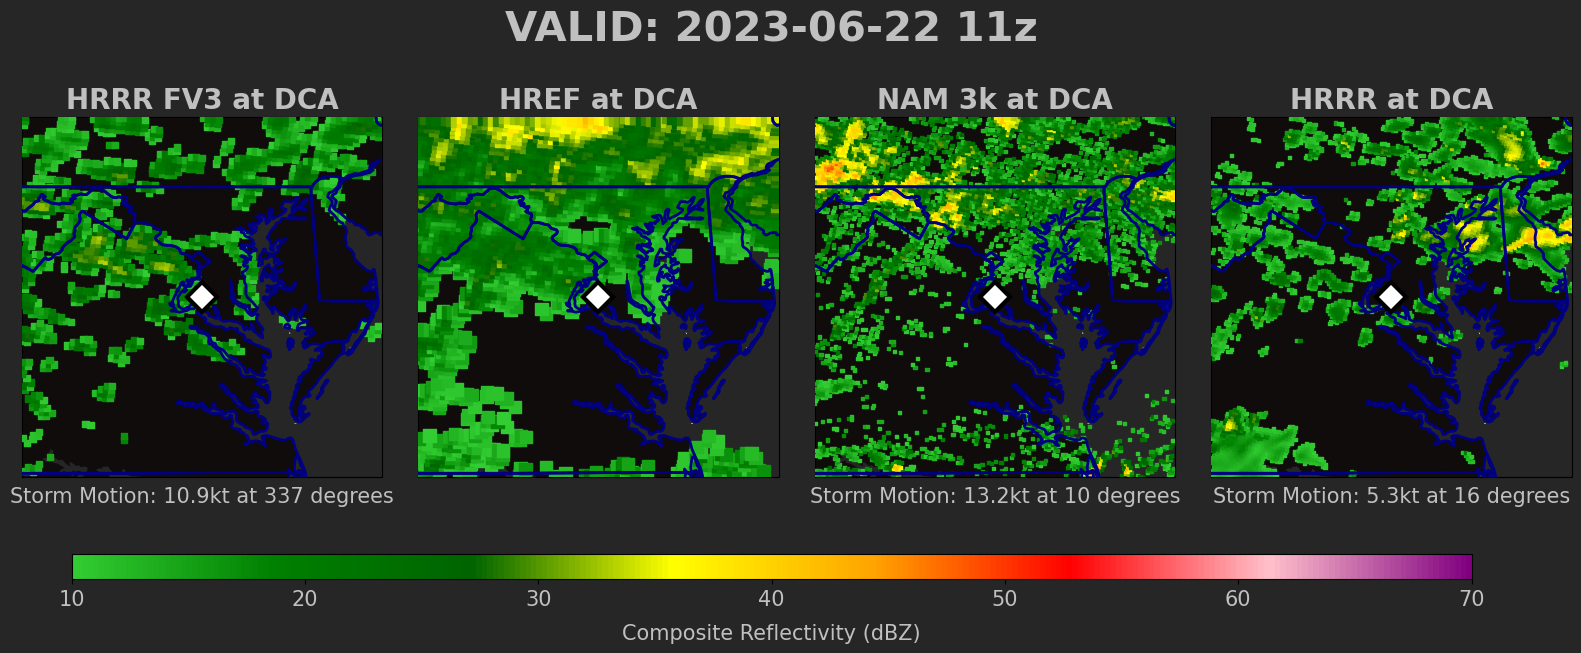 VALID: 2023-06-22 11z
HRRR FV3 at DCA
HREF at DCA
NAM 3k at DCA
HRRR at DCA
Storm Motion: 10.9kt at 337 degrees
Storm Motion: 13.2kt at 10 degrees
Storm Motion: 5.3kt at 16 degrees
10 20 30 40 50 60 70
Composite Reflectivity (dBZ)